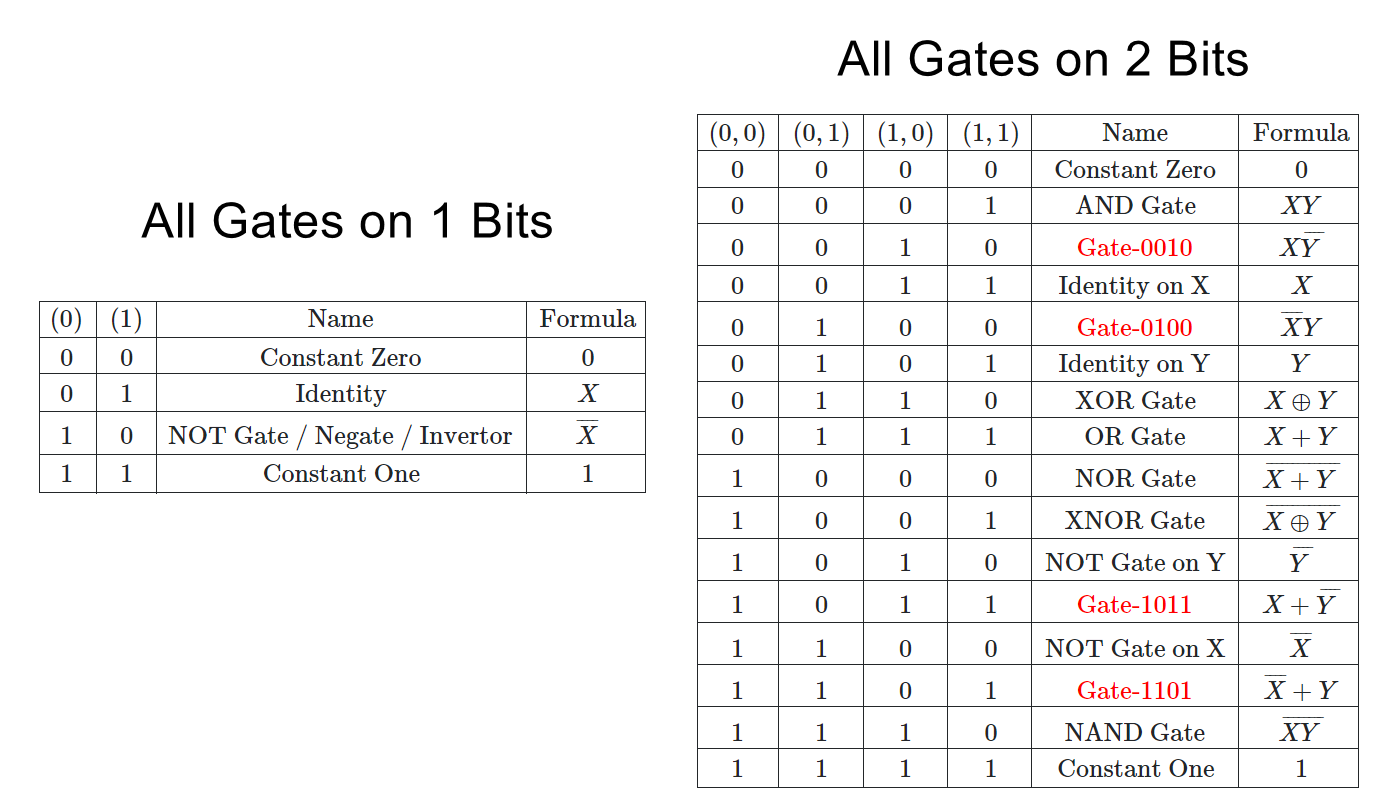 All Gates on 1 Bits
(0) (1) Name Formula
0 0 Constant Zero 0
0 1 Identity X
1 0 NOT Gate / Negate / Invertor X̅
1 1 Constant One 1
All Gates on 2 Bits
(0, 0) (0, 1) (1, 0) (1, 1) Name Formula
0 0 0 0 Constant Zero 0
0 0 0 1 AND Gate XY
0 0 1 0 Gate-0010 XY̅
0 0 1 1 Identity on X X
0 1 0 0 Gate-0100 X̅Y
0 1 0 1 Identity on Y Y
0 1 1 0 XOR Gate X ⊕ Y
0 1 1 1 OR Gate X + Y
1 0 0 0 NOR Gate X̅ ̅+̅ ̅Y̅
1 0 0 1 XNOR Gate X̅ ̅⊕̅ ̅Y̅
1 0 1 0 NOT Gate on Y Y̅
1 0 1 1 Gate-1011 X + Y̅
1 1 0 0 NOT Gate on X X̅
1 1 0 1 Gate-1101 X̅ + Y
1 1 1 0 NAND Gate X̅Y̅
1 1 1 1 Constant One 1